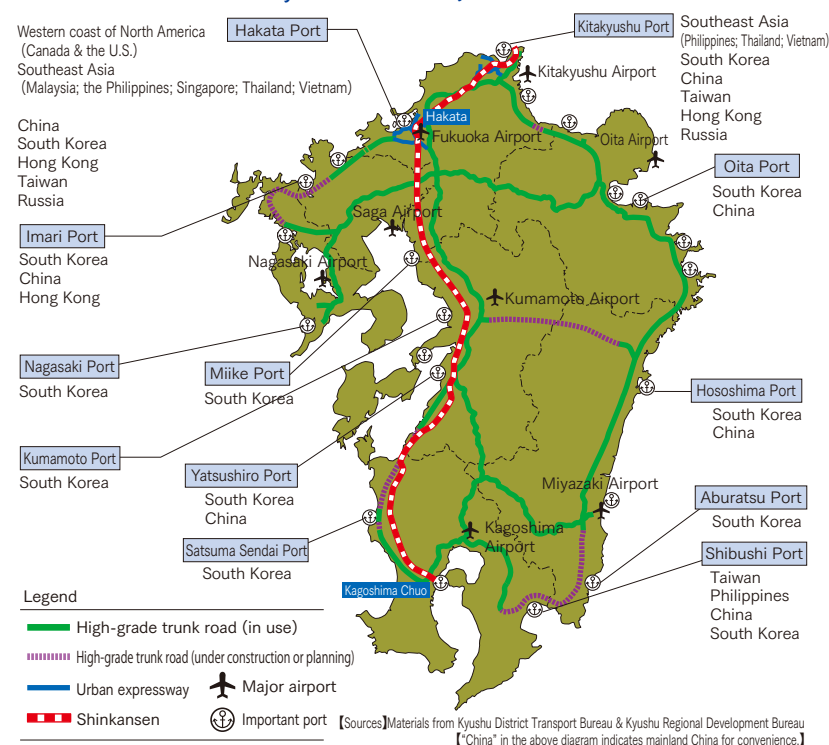 Western coast of North America
(Canada & the U.S.)
Southeast Asia
(Malaysia; the Philippines; Singapore; Thailand; Vietnam)
China
South Korea
Hong Kong
Taiwan
Russia
Hakata Port
Kitakyushu Port
Southeast Asia
(Philippines; Thailand; Vietnam)
South Korea
China
Taiwan
Hong Kong
Russia
Kitakyushu Airport
Hakata
Fukuoka Airport
Oita Airport
Oita Port
South Korea
China
Imari Port
South Korea
China
Hong Kong
Saga Airport
Nagasaki Airport
Kumamoto Airport
Nagasaki Port
South Korea
Miike Port
South Korea
Hososhima Port
South Korea
China
Kumamoto Port
South Korea
Yatsushiro Port
South Korea
China
Miyazaki Airport
Aburatsu Port
South Korea
Satsuma Sendai Port
South Korea
Kagoshima
Airport
Shibushi Port
Taiwan
Philippines
China
South Korea
Kagoshima Chuo
Legend
High-grade trunk road (in use)
High-grade trunk road (under construction or planning)
Urban expressway
Major airport
Shinkansen
Important port
【Sources】Materials from Kyushu District Transport Bureau & Kyushu Regional Development Bureau
【"China" in the above diagram indicates mainland China for convenience.】